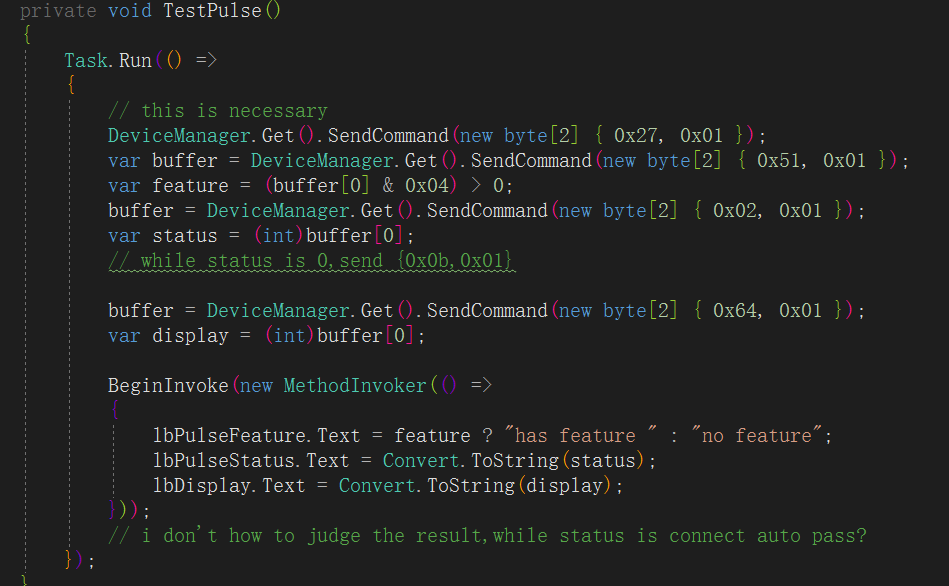 private void TestPulse()
{
Task.Run(() =>
{
// this is necessary
DeviceManager.Get().SendCommand(new byte[2] { 0x27, 0x01 });
var buffer = DeviceManager.Get().SendCommand(new byte[2] { 0x51, 0x01 });
var feature = (buffer[0] & 0x04) > 0;
buffer = DeviceManager.Get().SendCommand(new byte[2] { 0x02, 0x01 });
var status = (int)buffer[0];
// while status is 0,send {0x0b,0x01}
buffer = DeviceManager.Get().SendCommand(new byte[2] { 0x64, 0x01 });
var display = (int)buffer[0];
BeginInvoke(new MethodInvoker(() =>
{
lbPulseFeature.Text = feature ? "has feature " : "no feature";
lbPulseStatus.Text = Convert.ToString(status);
lbDisplay.Text = Convert.ToString(display);
}));
// i don't how to judge the result,while status is connect auto pass?
});
}